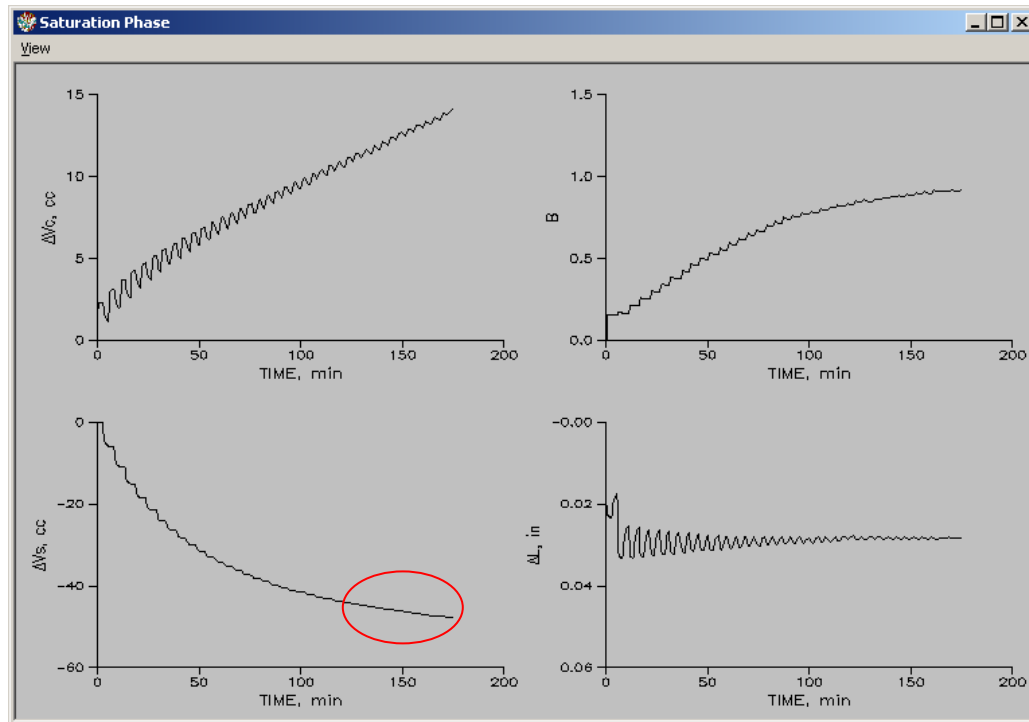 Saturation Phase
View
15
10
5
0
ΔVc, cc
0 50 100 150 200
TIME, min
1.5
1.0
0.5
0.0
B
0 50 100 150 200
TIME, min
0
-20
-40
-60
ΔVs, cc
0 50 100 150 200
TIME, min
-0.00
0.02
0.04
0.06
ΔL, in
0 50 100 150 200
TIME, min